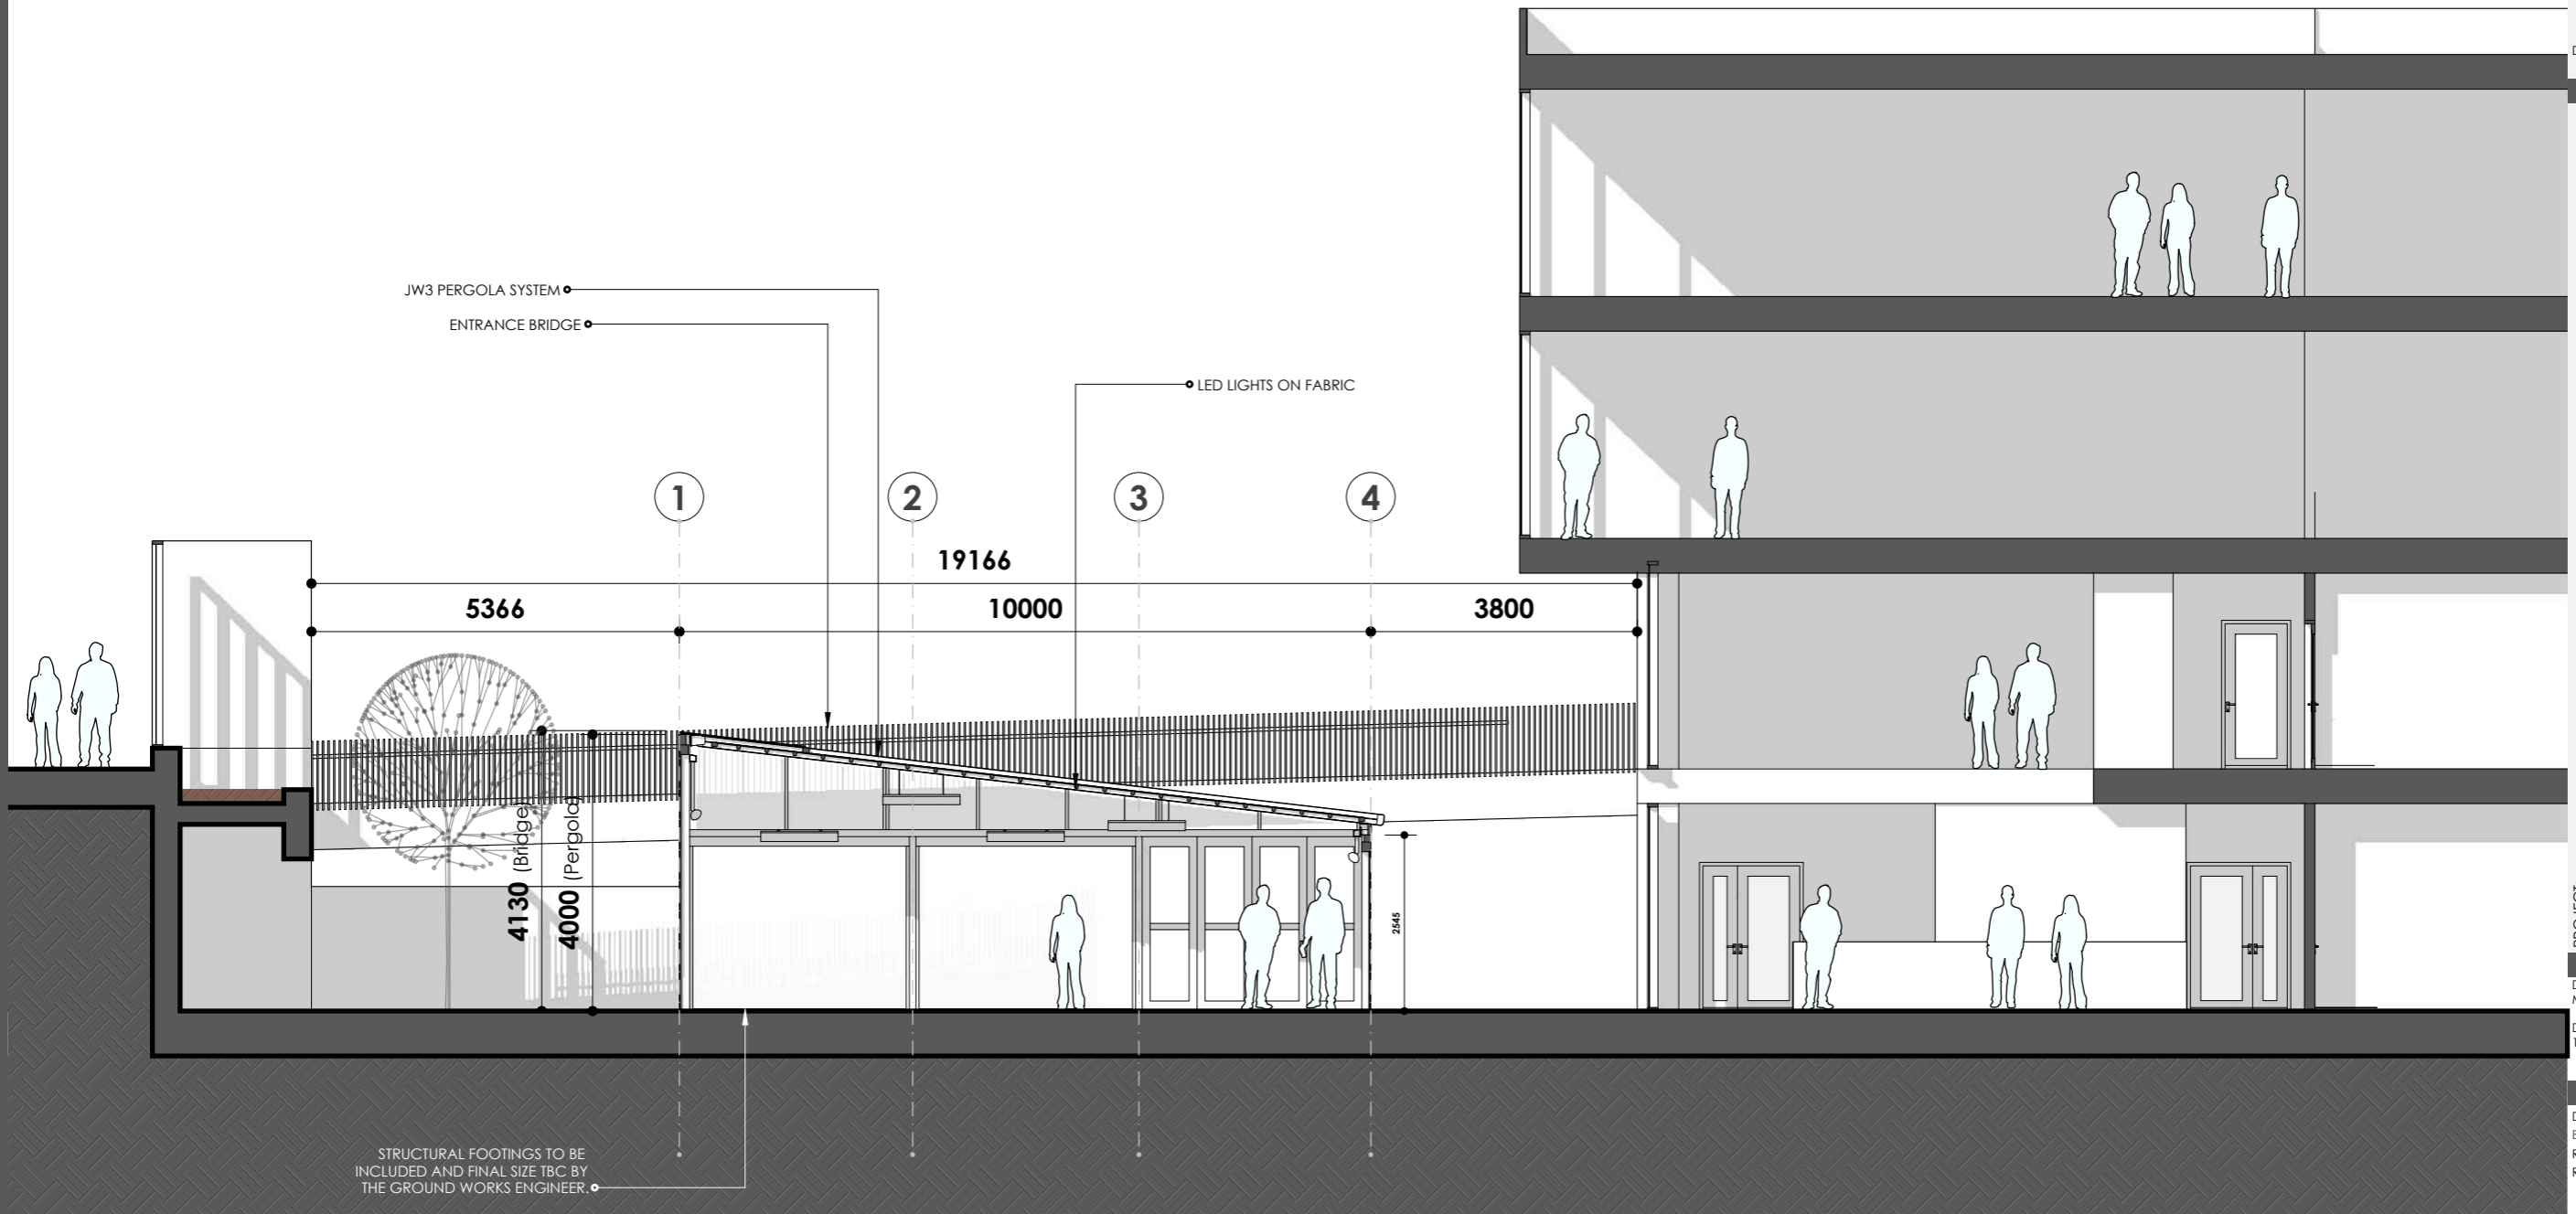 JW3 PERGOLA SYSTEM
ENTRANCE BRIDGE
LED LIGHTS ON FABRIC
1
2
3
4
19166
5366
10000
3800
4130 (Bridge)
4000 (Pergola)
2545
STRUCTURAL FOOTINGS TO BE
INCLUDED AND FINAL SIZE TBC BY
THE GROUND WORKS ENGINEER.